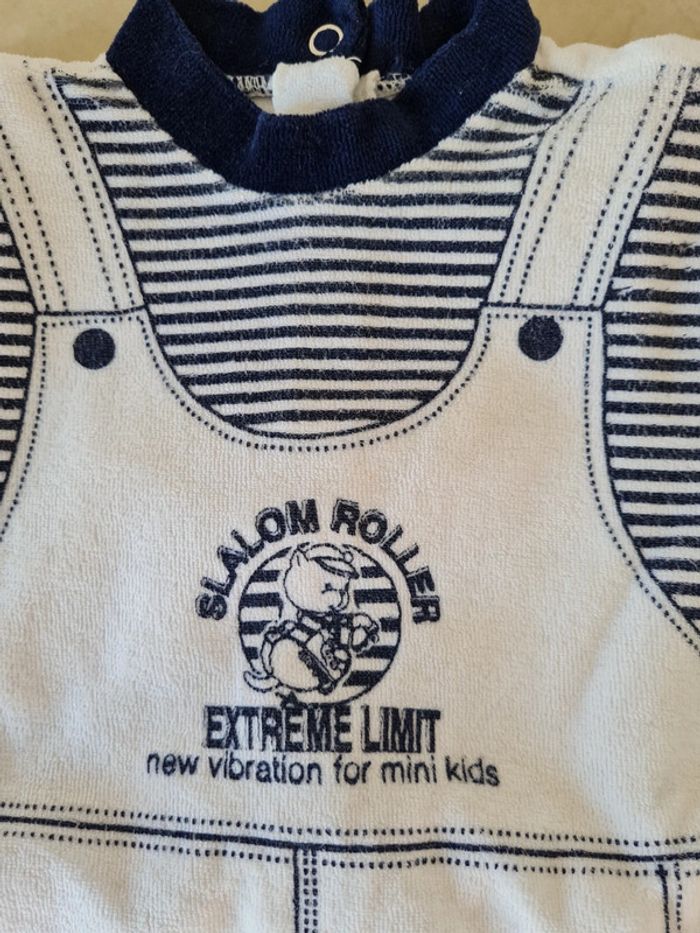 SLALOM ROLLER
EXTRÊME LIMIT
new vibration for mini kids